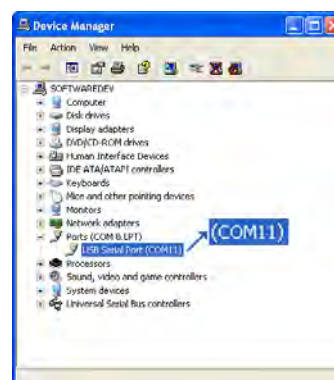 Device Manager
File Action View Help
SOFTWAREDEV
Computer
Disk drives
Display adapters
DVD/CD-ROM drives
Human Interface Devices
IDE ATA/ATAPI controllers
Keyboards
Mice and other pointing devices
Monitors
Network adapters
Ports (COM & LPT)
USB Serial Port (COM11)
(COM11)
Processors
Sound, video and game controllers
System devices
Universal Serial Bus controllers